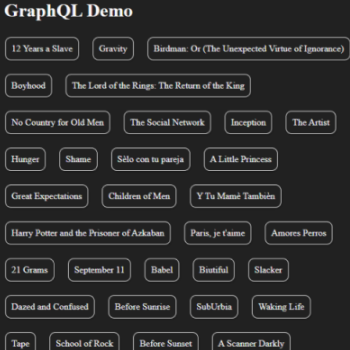 GraphQL Demo
12 Years a Slave Gravity Birdman: Or (The Unexpected Virtue of Ignorance)
Boyhood The Lord of the Rings: The Return of the King
No Country for Old Men The Social Network Inception The Artist
Hunger Shame Sólo con tu pareja A Little Princess
Great Expectations Children of Men Y Tu Mamá También
Harry Potter and the Prisoner of Azkaban Paris, je t'aime Amores Perros
21 Grams September 11 Babel Biutiful Slacker
Dazed and Confused Before Sunrise SubUrbia Waking Life
Tape School of Rock Before Sunset A Scanner Darkly